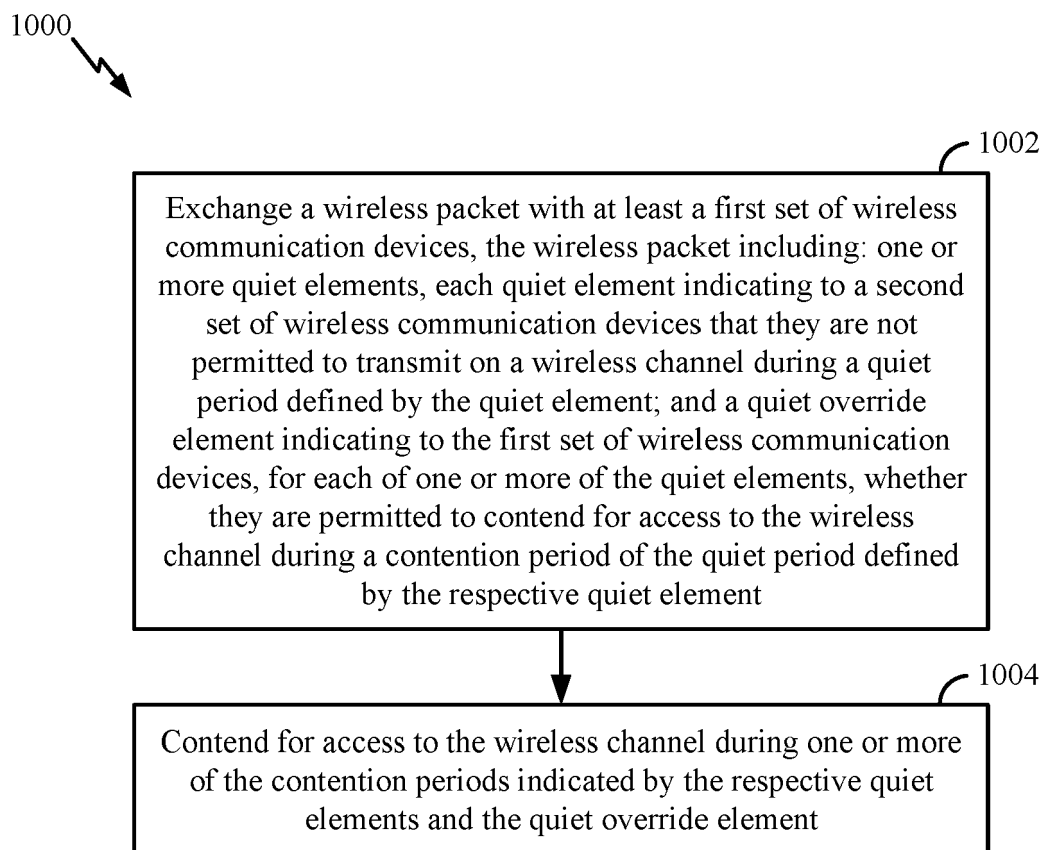 1000
1002
Exchange a wireless packet with at least a first set of wireless
communication devices, the wireless packet including: one or
more quiet elements, each quiet element indicating to a second
set of wireless communication devices that they are not
permitted to transmit on a wireless channel during a quiet
period defined by the quiet element; and a quiet override
element indicating to the first set of wireless communication
devices, for each of one or more of the quiet elements, whether
they are permitted to contend for access to the wireless
channel during a contention period of the quiet period defined
by the respective quiet element
1004
Contend for access to the wireless channel during one or more
of the contention periods indicated by the respective quiet
elements and the quiet override element